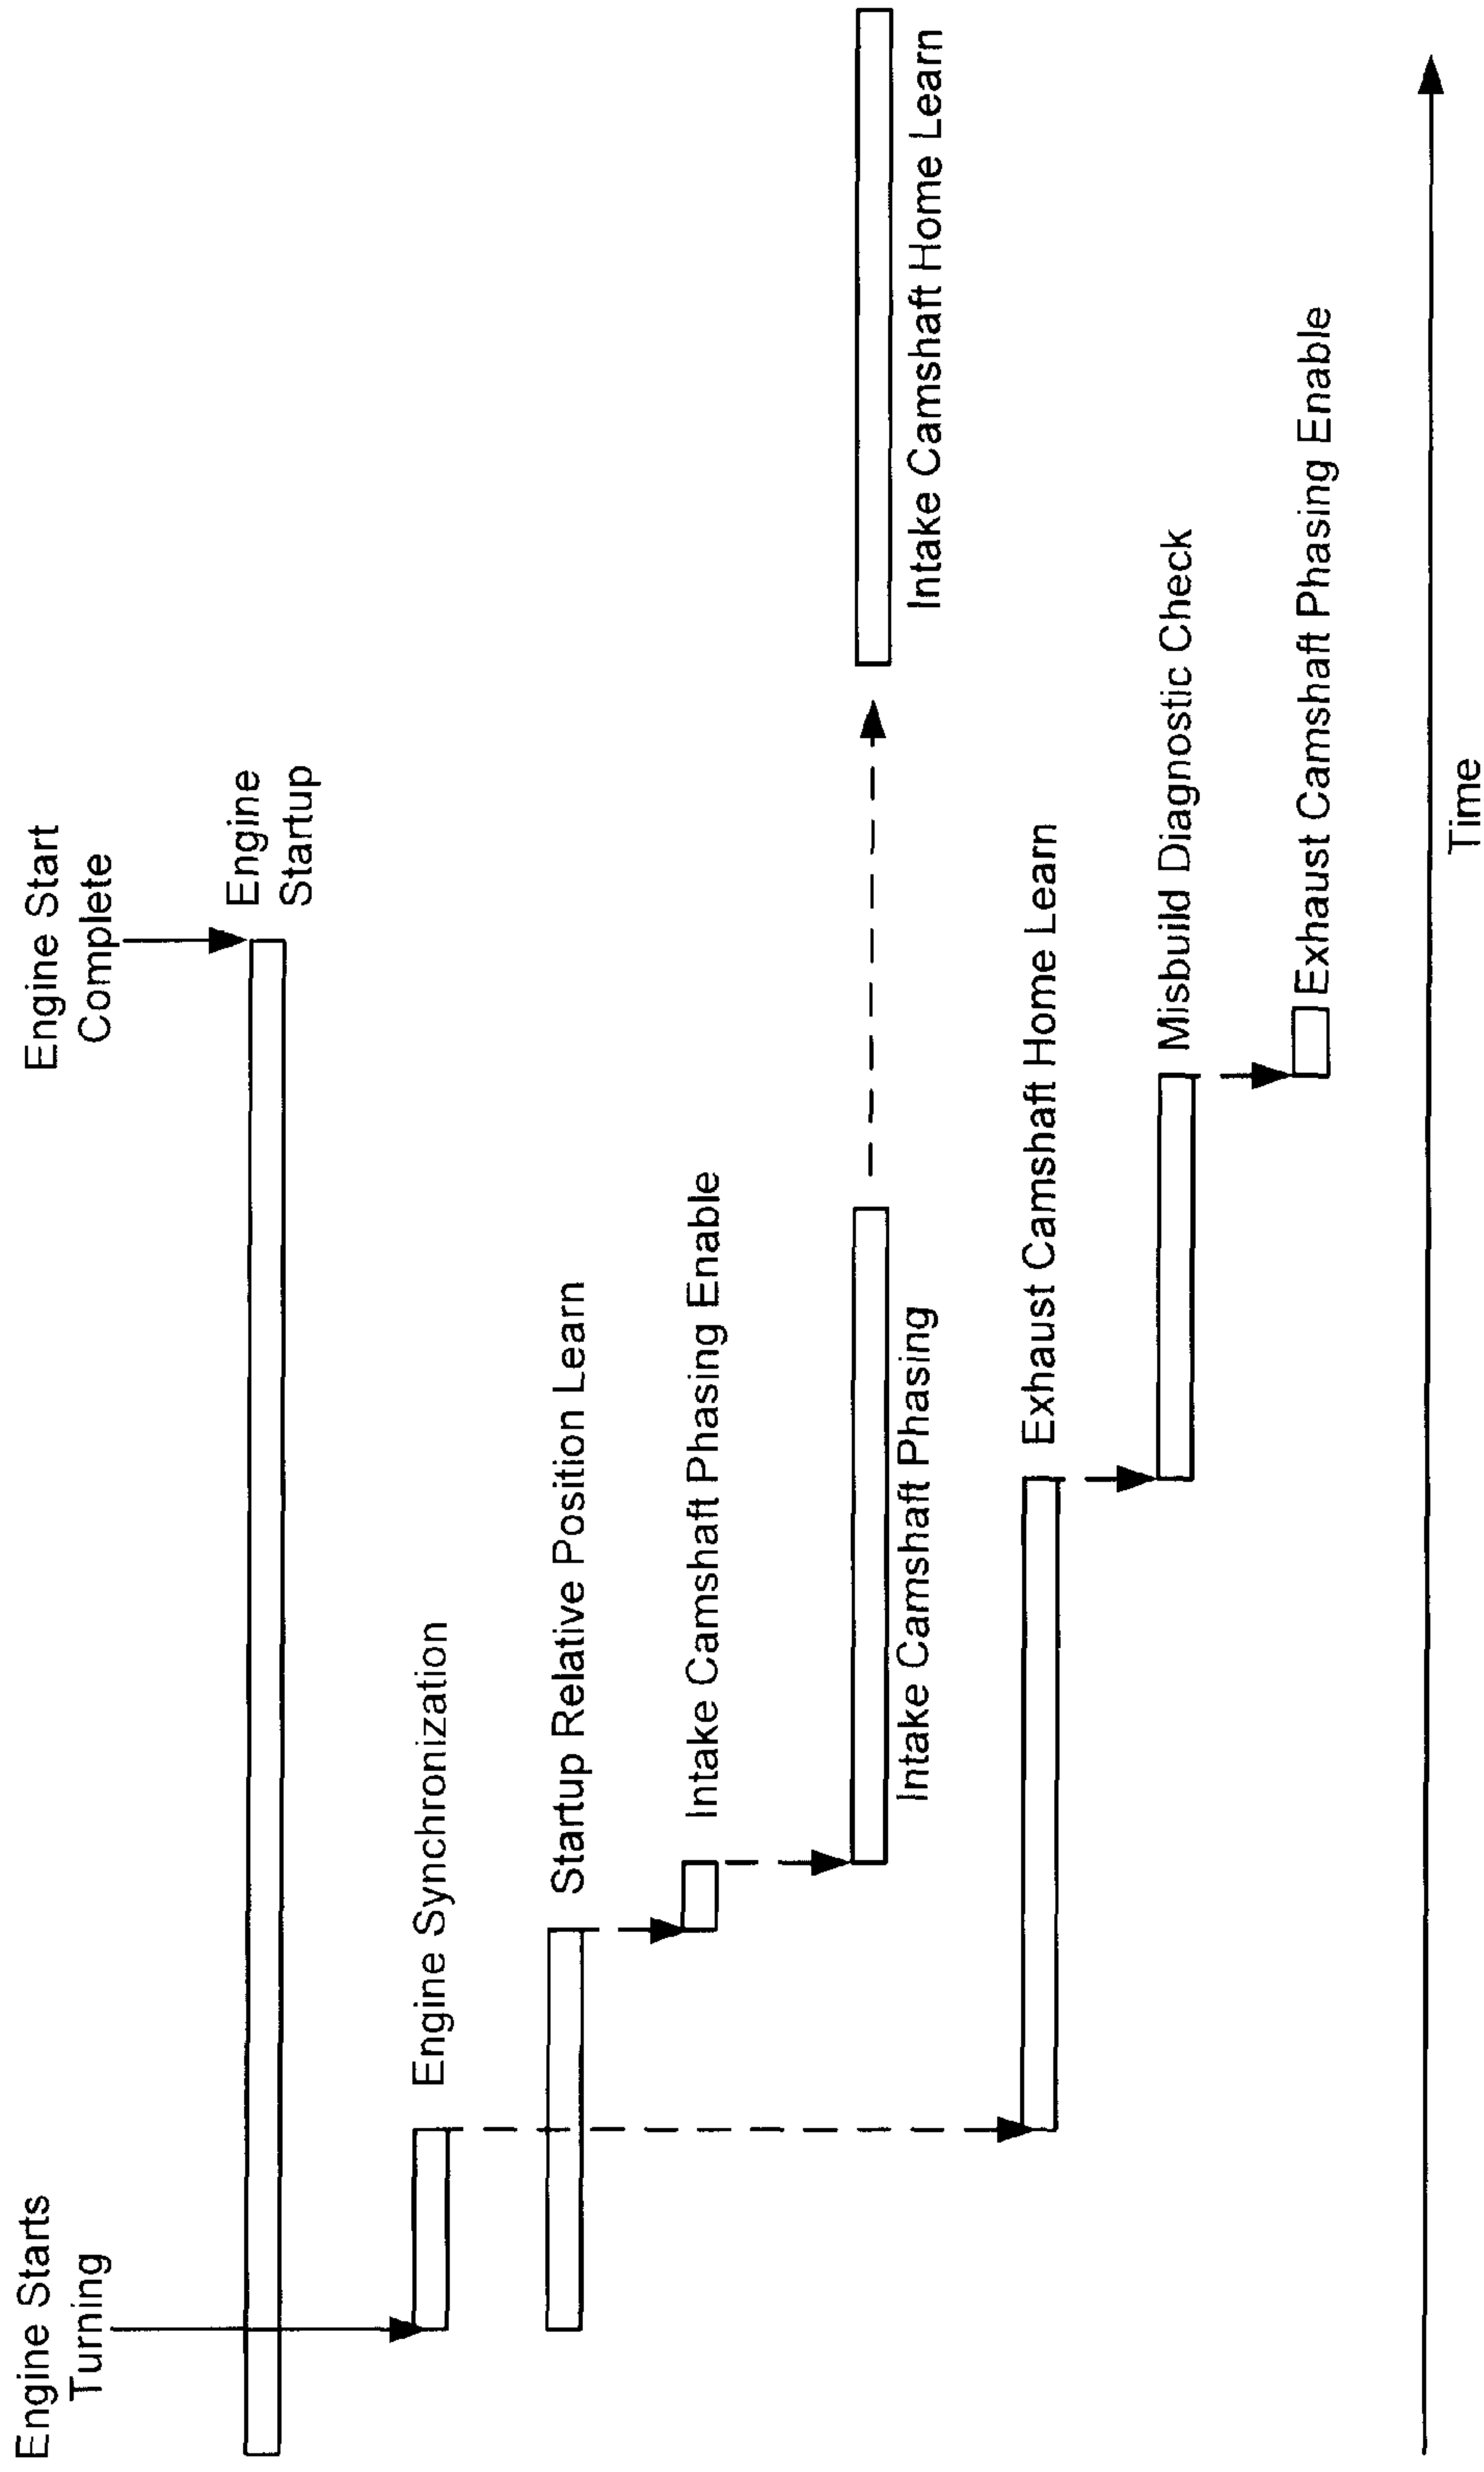 Engine Starts
Turning
Engine Start
Complete
Engine
Startup
Engine Synchronization
Startup Relative Position Learn
Intake Camshaft Phasing Enable
Intake Camshaft Phasing
Intake Camshaft Home Learn
Exhaust Camshaft Home Learn
Misbuild Diagnostic Check
Exhaust Camshaft Phasing Enable
Time